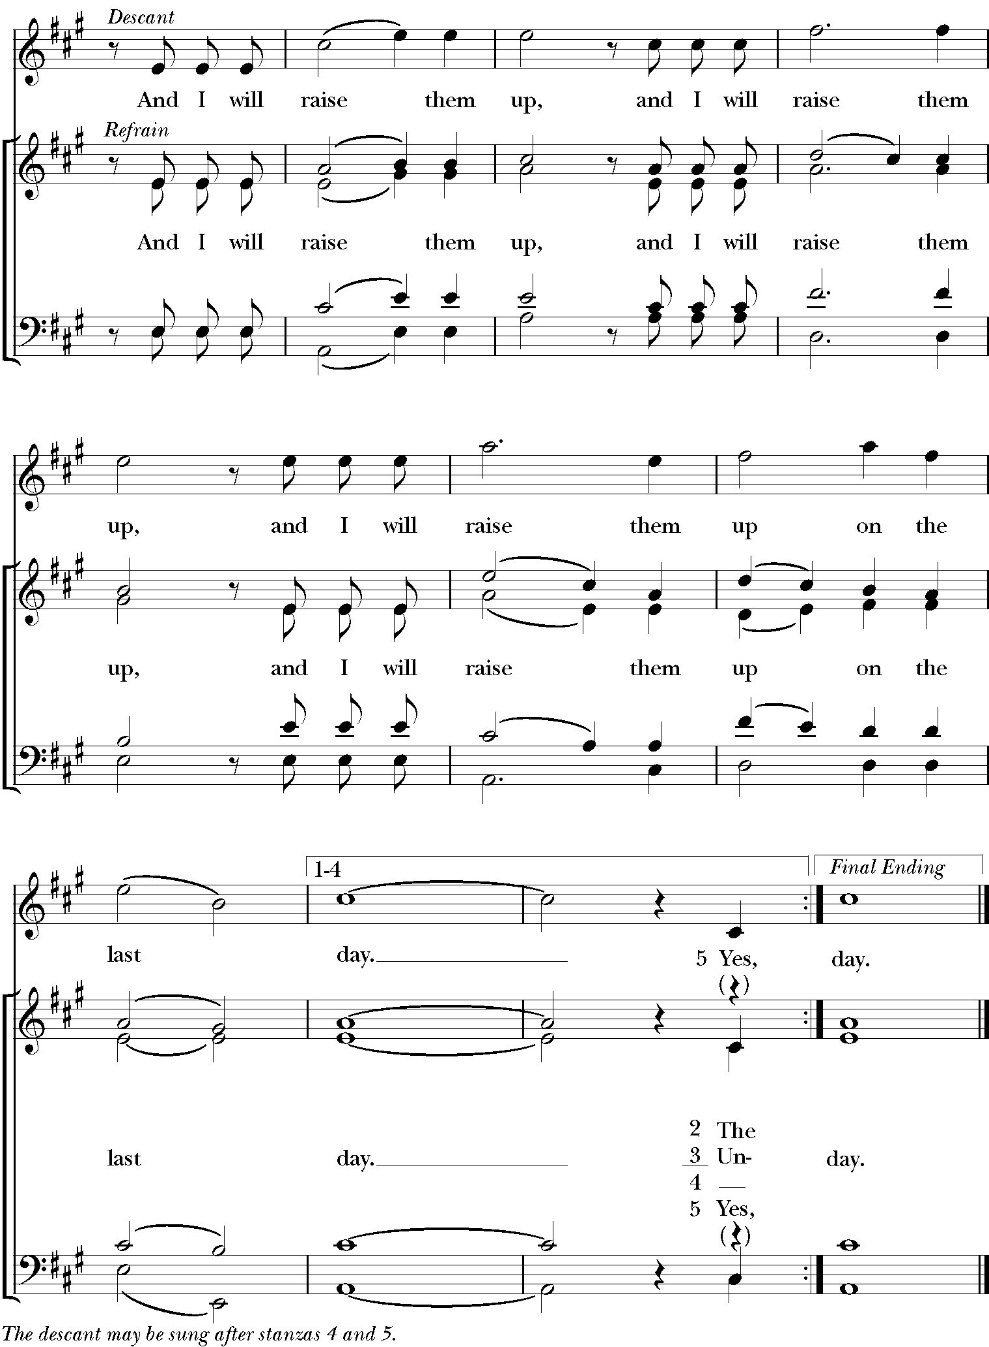 Descant
And I will raise them up, and I will raise them
Refrain
And I will raise them up, and I will raise them
up, and I will raise them up on the
up, and I will raise them up on the
1-4
Final Ending
last day. 5 Yes, day.
2 The
last day. 3 Un- day.
4
5 Yes,
The descant may be sung after stanzas 4 and 5.